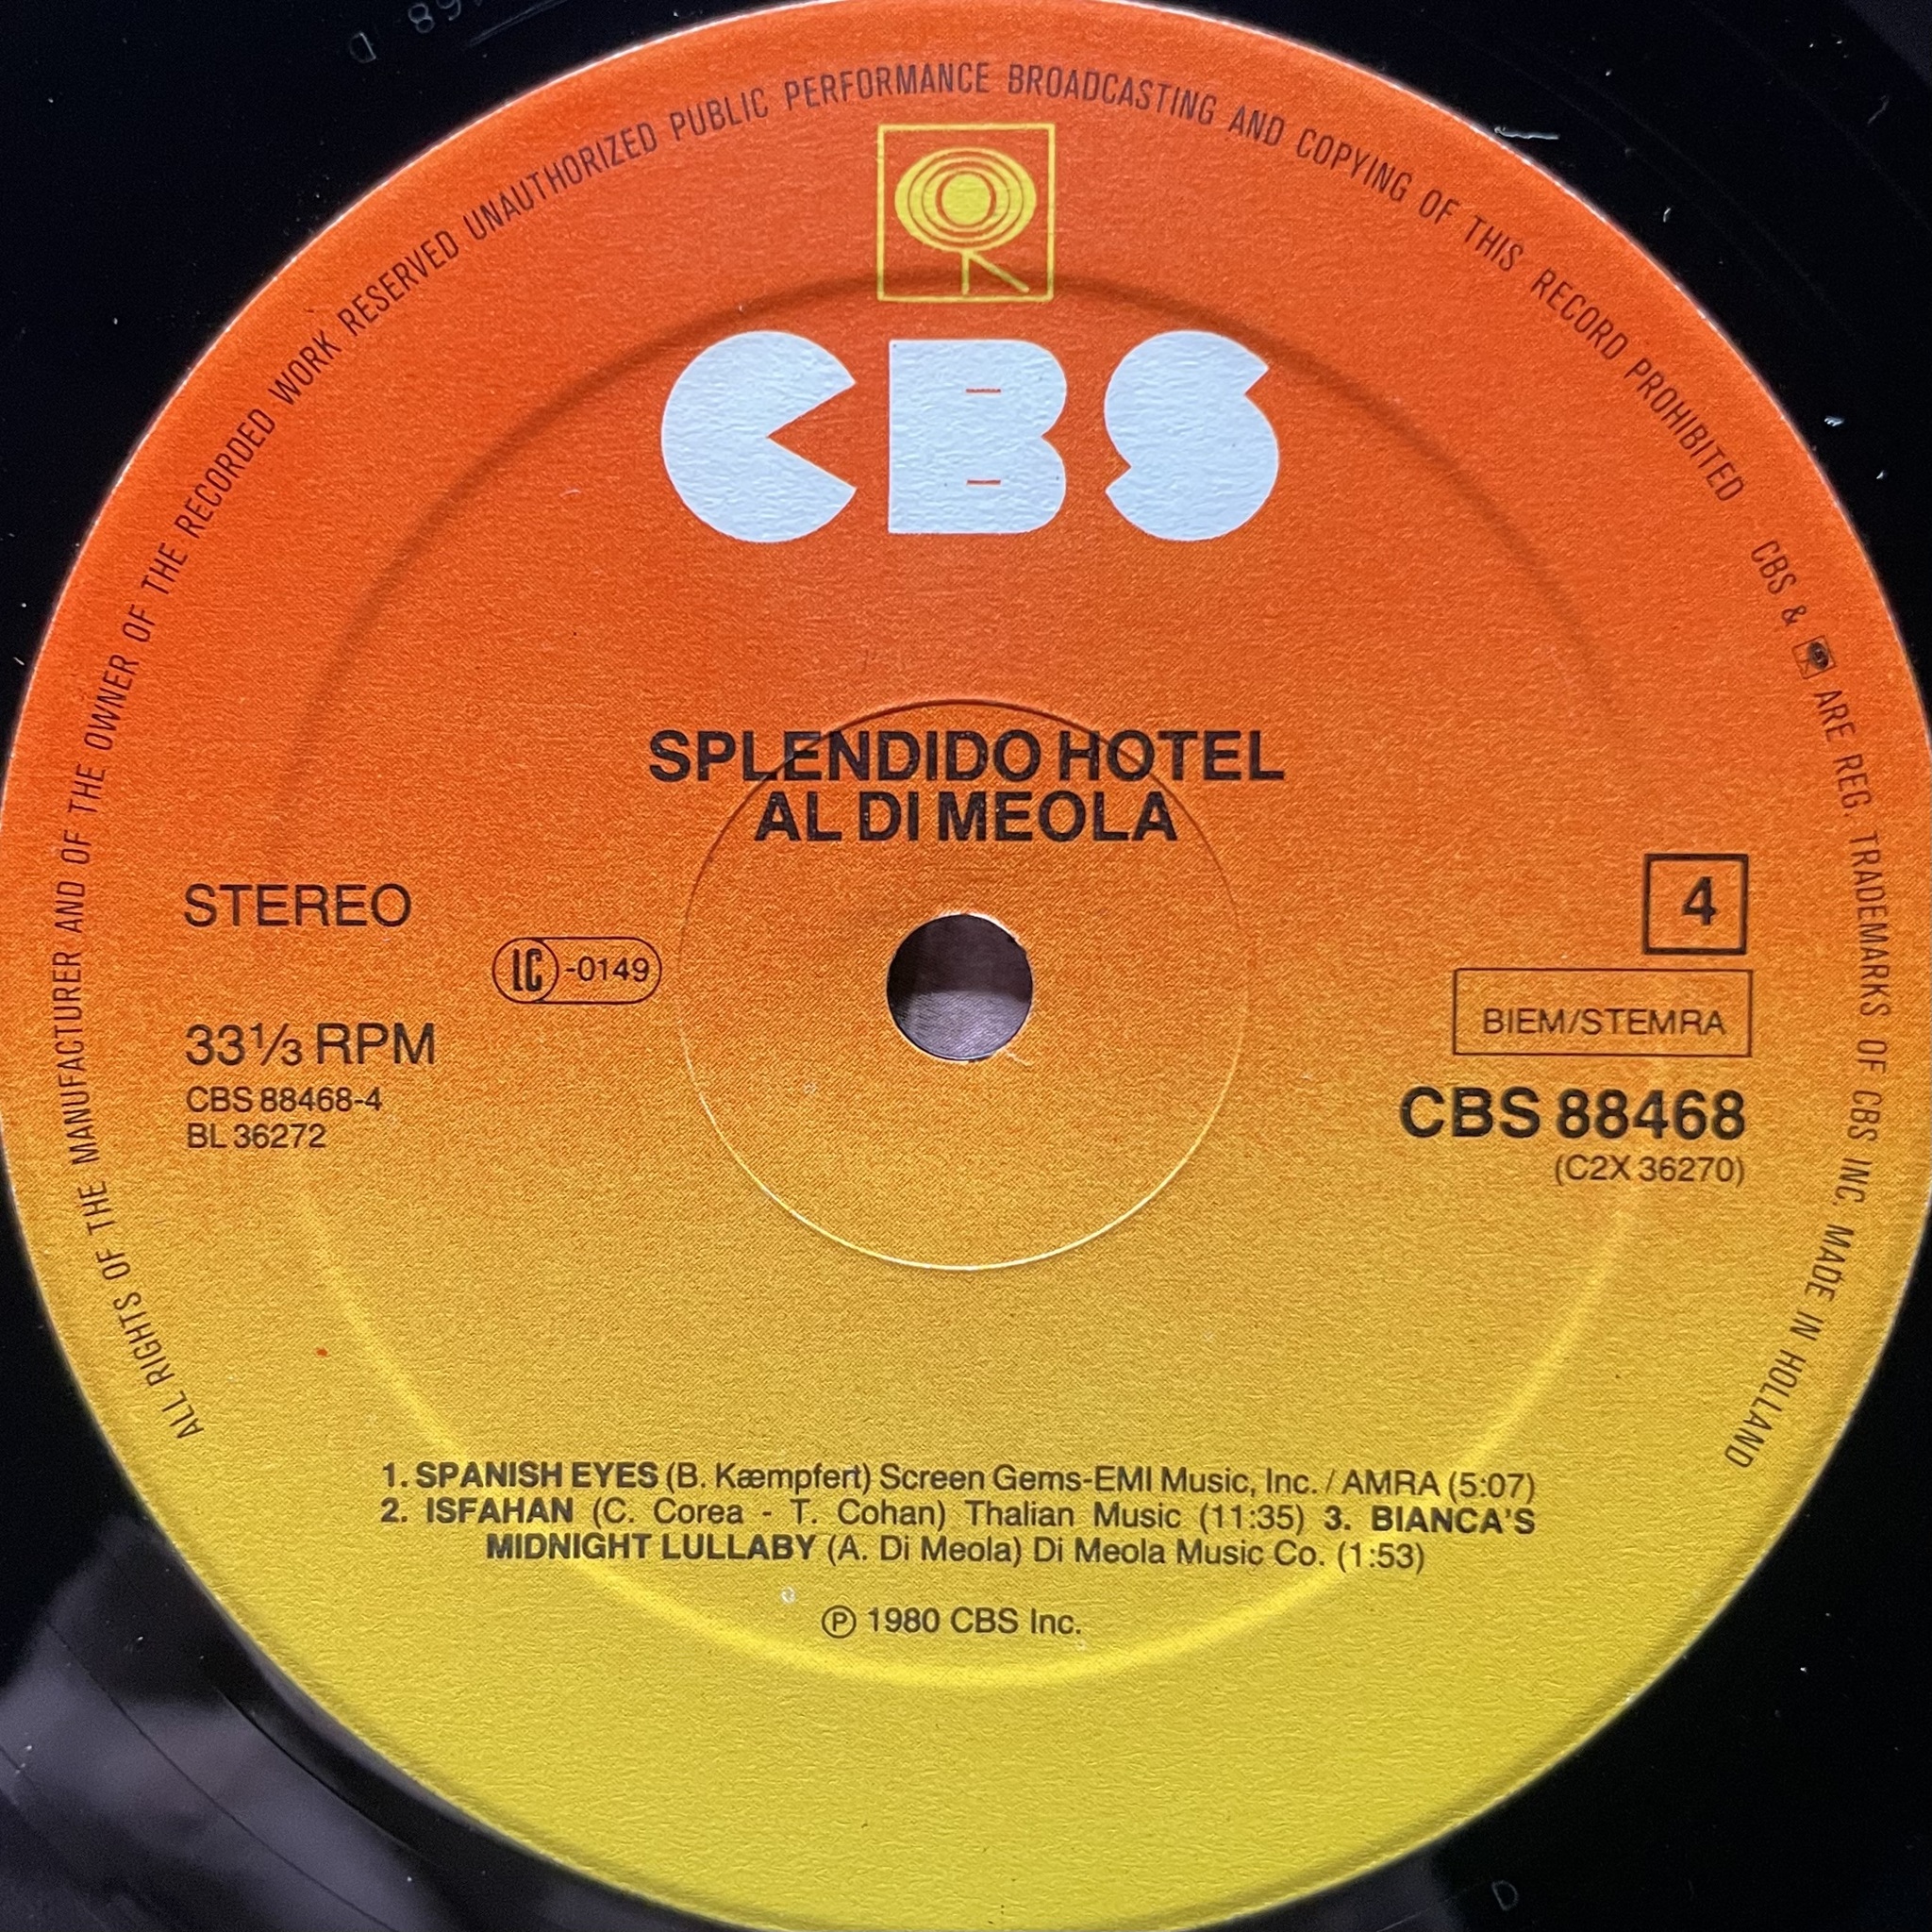 ALL RIGHTS OF THE MANUFACTURER AND OF THE OWNER OF THE RECORDED WORK RESERVED UNAUTHORIZED PUBLIC PERFORMANCE BROADCASTING AND COPYING OF THIS RECORD PROHIBITED CBS & ARE REG. TRADEMARKS OF CBS INC. MADE IN HOLLAND
CBS
SPLENDIDO HOTEL
AL DI MEOLA
STEREO
LC-0149
33⅓ RPM
CBS 88468-4
BL 36272
4
BIEM/STEMRA
CBS 88468
(C2X 36270)
1. SPANISH EYES (B. Kæmpfert) Screen Gems-EMI Music, Inc. / AMRA (5:07)
2. ISFAHAN (C. Corea - T. Cohan) Thalian Music (11:35) 3. BIANCA'S
MIDNIGHT LULLABY (A. Di Meola) Di Meola Music Co. (1:53)
℗ 1980 CBS Inc.
D